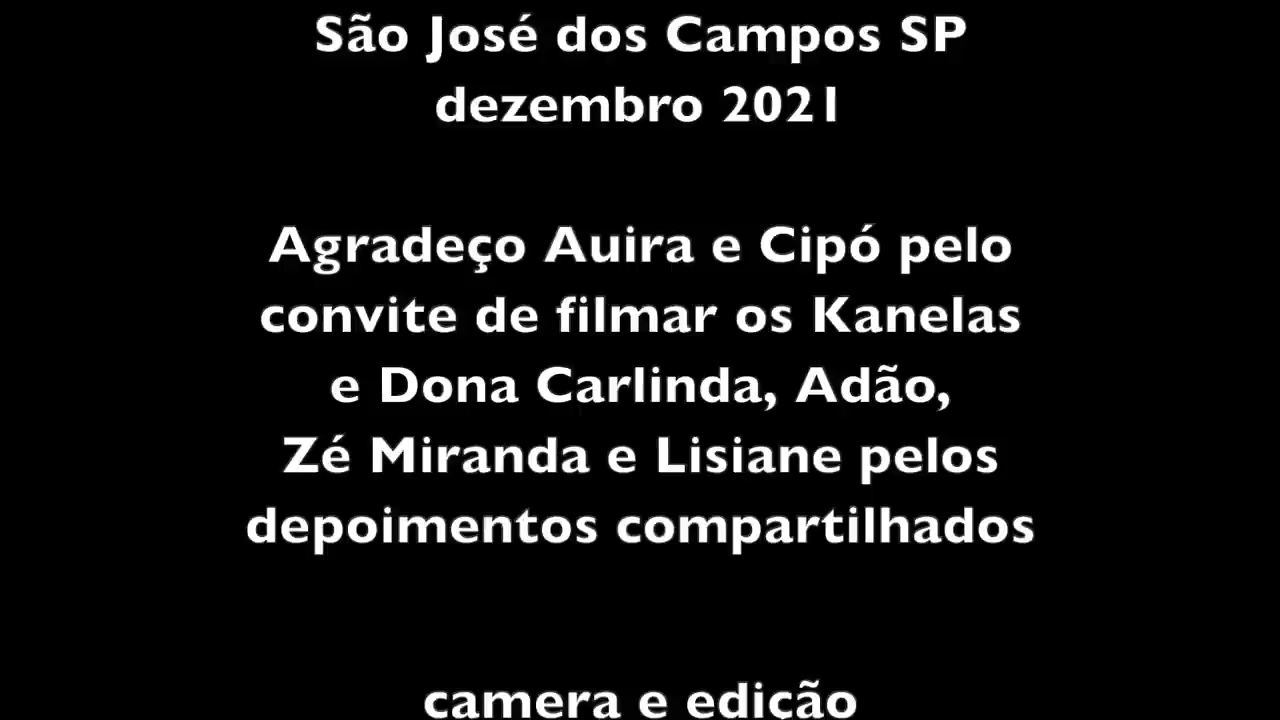 São José dos Campos SP
dezembro 2021
Agradeço Auira e Cipó pelo
convite de filmar os Kanelas
e Dona Carlinda, Adão,
Zé Miranda e Lisiane pelos
depoimentos compartilhados
camera e edição